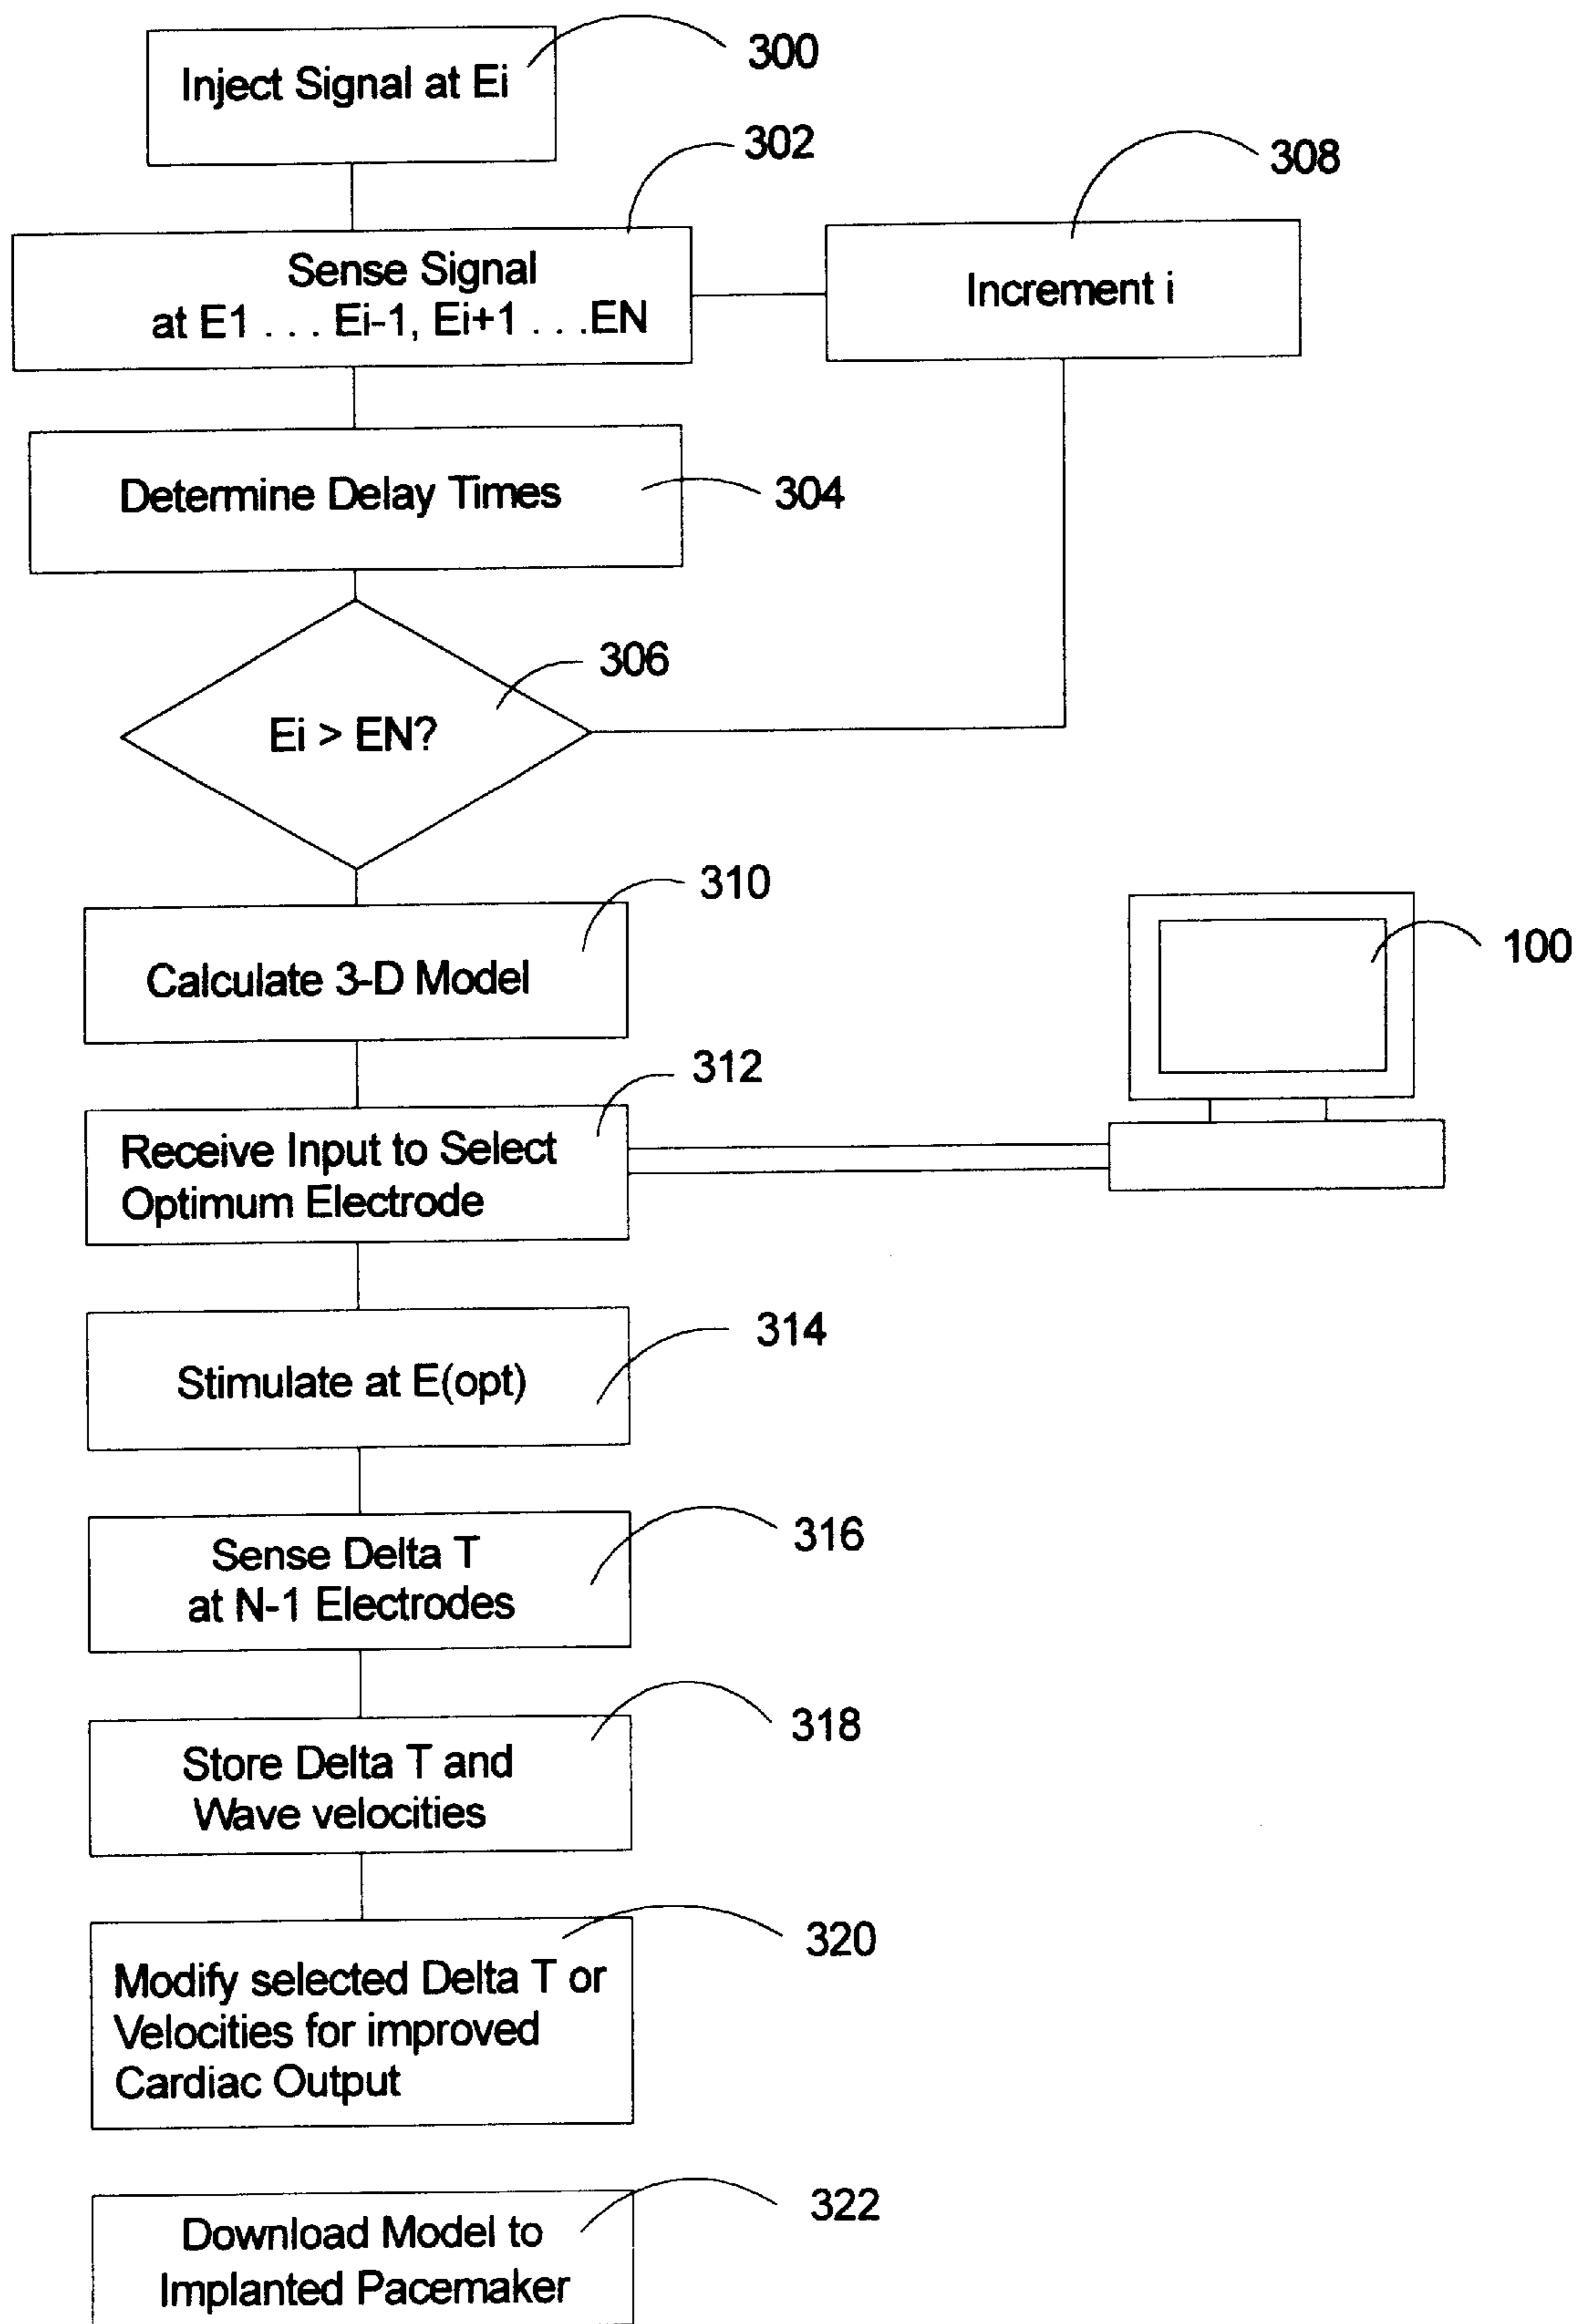 Inject Signal at Ei
300
302
308
Sense Signal
at E1 . . . Ei-1, Ei+1 . . .EN
Increment i
Determine Delay Times
304
306
Ei > EN?
310
Calculate 3-D Model
100
312
Receive Input to Select
Optimum Electrode
314
Stimulate at E(opt)
316
Sense Delta T
at N-1 Electrodes
318
Store Delta T and
Wave velocities
320
Modify selected Delta T or
Velocities for improved
Cardiac Output
322
Download Model to
Implanted Pacemaker